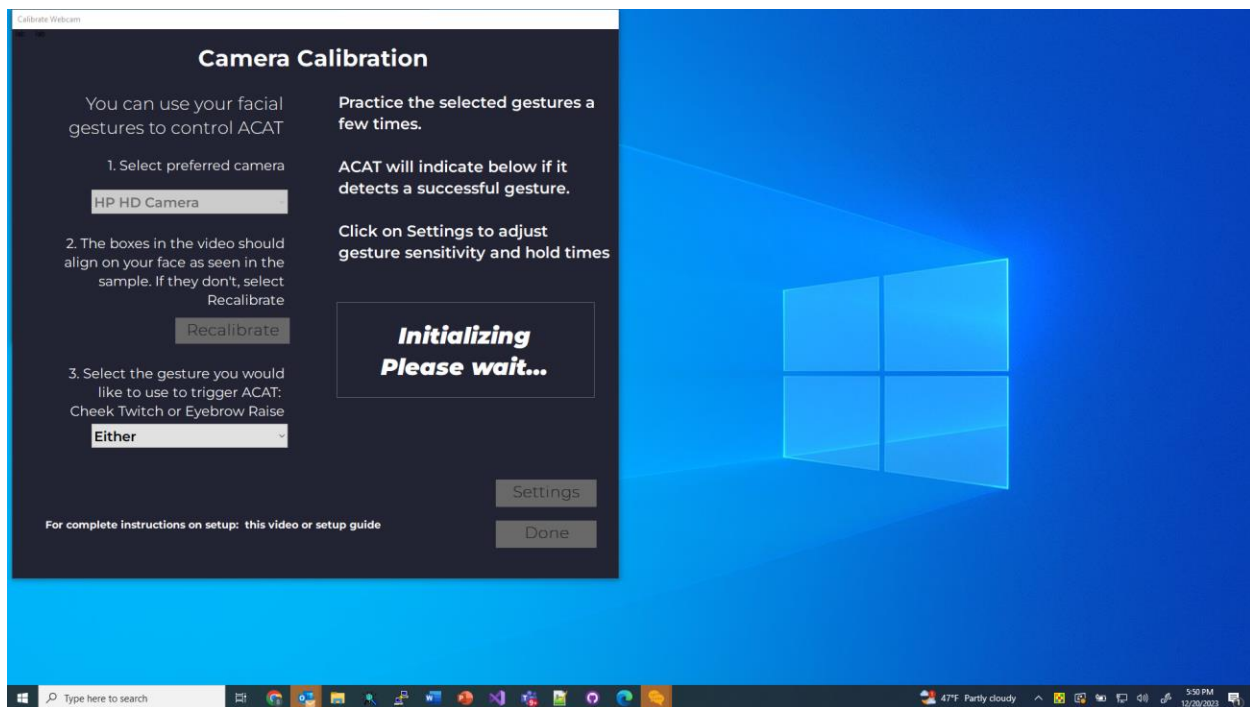 Calibrate Webcam
Camera Calibration
You can use your facial
gestures to control ACAT
1. Select preferred camera
HP HD Camera
2. The boxes in the video should
align on your face as seen in the
sample. If they don't, select
Recalibrate
Recalibrate
3. Select the gesture you would
like to use to trigger ACAT:
Cheek Twitch or Eyebrow Raise
Either
For complete instructions on setup: this video or setup guide
Practice the selected gestures a
few times.
ACAT will indicate below if it
detects a successful gesture.
Click on Settings to adjust
gesture sensitivity and hold times
Initializing
Please wait...
Settings
Done
Type here to search
47°F Partly cloudy
5:50 PM
12/20/2023